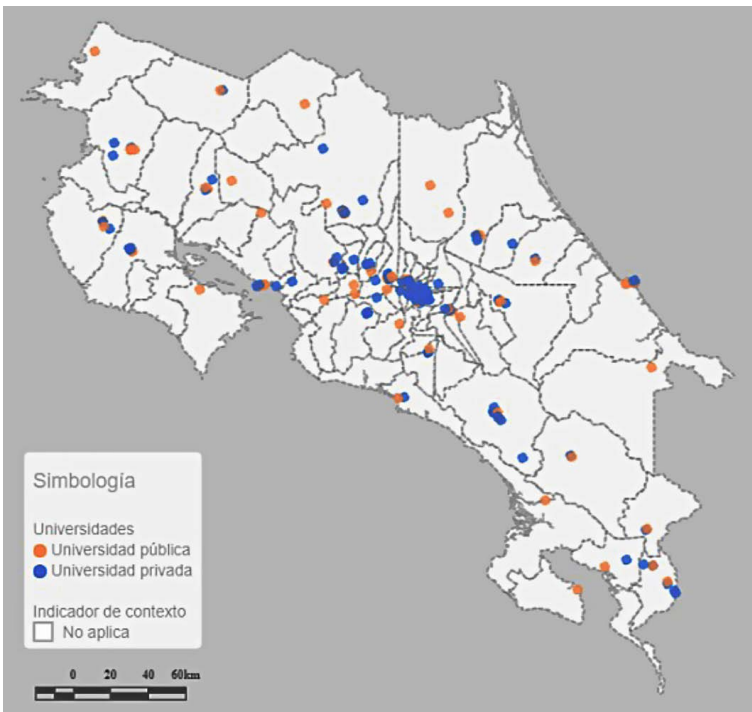 Simbología
Universidades
Universidad pública
Universidad privada
Indicador de contexto
No aplica
0 20 40 60km